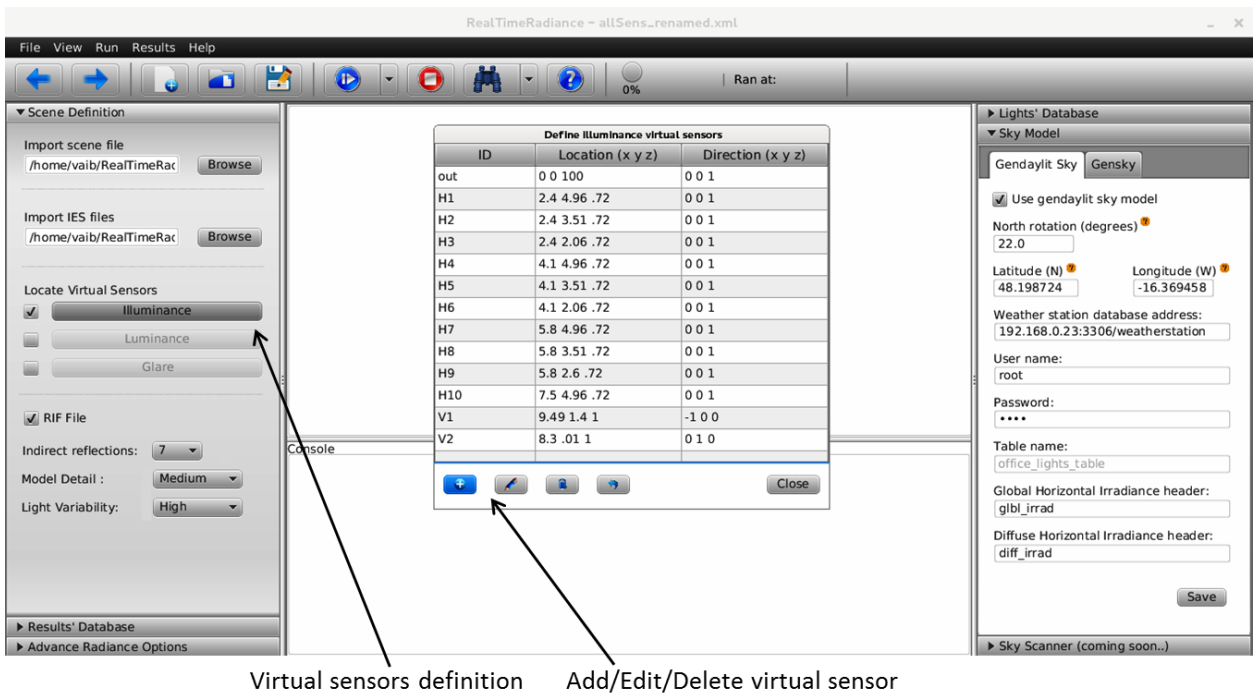 RealTimeRadiance - allSens_renamed.xml
File View Run Results Help
0%
Ran at:
Scene Definition
Import scene file
/home/vaib/RealTimeRac Browse
Import IES files
/home/vaib/RealTimeRac Browse
Locate Virtual Sensors
Illuminance
Luminance
Glare
RIF File
Indirect reflections: 7
Model Detail : Medium
Light Variability: High
Results' Database
Advance Radiance Options
Define illuminance virtual sensors
ID Location (x y z) Direction (x y z)
out 0 0 100 0 0 1
H1 2.4 4.96 .72 0 0 1
H2 2.4 3.51 .72 0 0 1
H3 2.4 2.06 .72 0 0 1
H4 4.1 4.96 .72 0 0 1
H5 4.1 3.51 .72 0 0 1
H6 4.1 2.06 .72 0 0 1
H7 5.8 4.96 .72 0 0 1
H8 5.8 3.51 .72 0 0 1
H9 5.8 2.6 .72 0 0 1
H10 7.5 4.96 .72 0 0 1
V1 9.49 1.4 1 -1 0 0
V2 8.3 .01 1 0 1 0
Close
Console
Lights' Database
Sky Model
Gendaylit Sky Gensky
Use gendaylit sky model
North rotation (degrees) ?
22.0
Latitude (N) ? Longitude (W) ?
48.198724 -16.369458
Weather station database address:
192.168.0.23:3306/weatherstation
User name:
root
Password:
••••
Table name:
office_lights_table
Global Horizontal Irradiance header:
glbl_irrad
Diffuse Horizontal Irradiance header:
diff_irrad
Save
Sky Scanner (coming soon..)
Virtual sensors definition Add/Edit/Delete virtual sensor